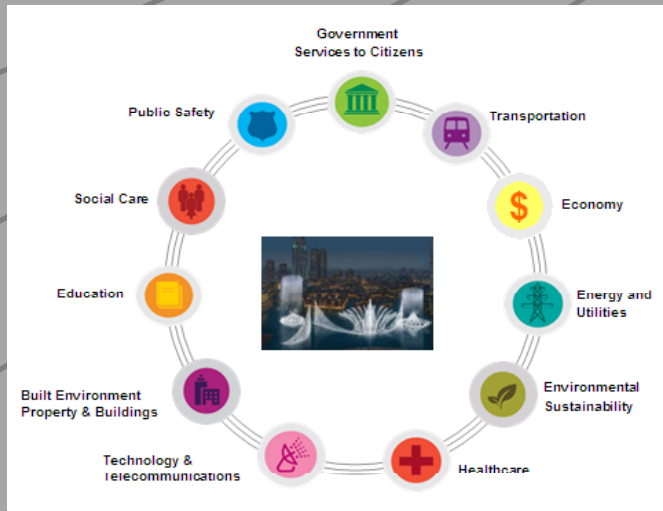 Government
Services to Citizens
Public Safety
Transportation
Social Care
Economy
Education
Energy and
Utilities
Built Environment
Property & Buildings
Environmental
Sustainability
Technology &
Telecommunications
Healthcare
$